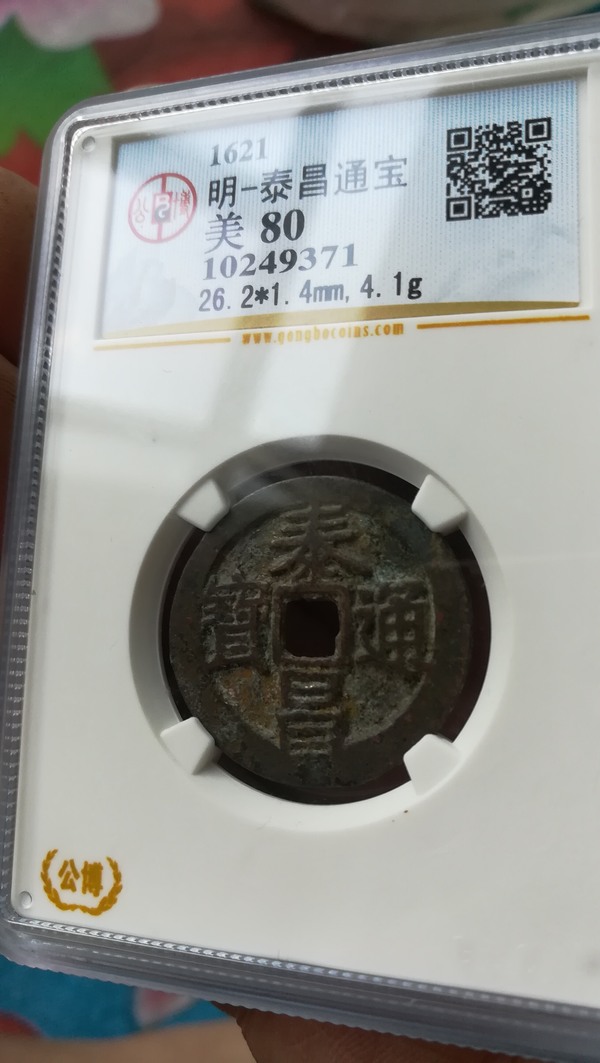 1621
明-泰昌通宝
美 80
10249371
26.2*1.4mm, 4.1g
www.gongbocoins.com
泰
寳 通
昌
公博